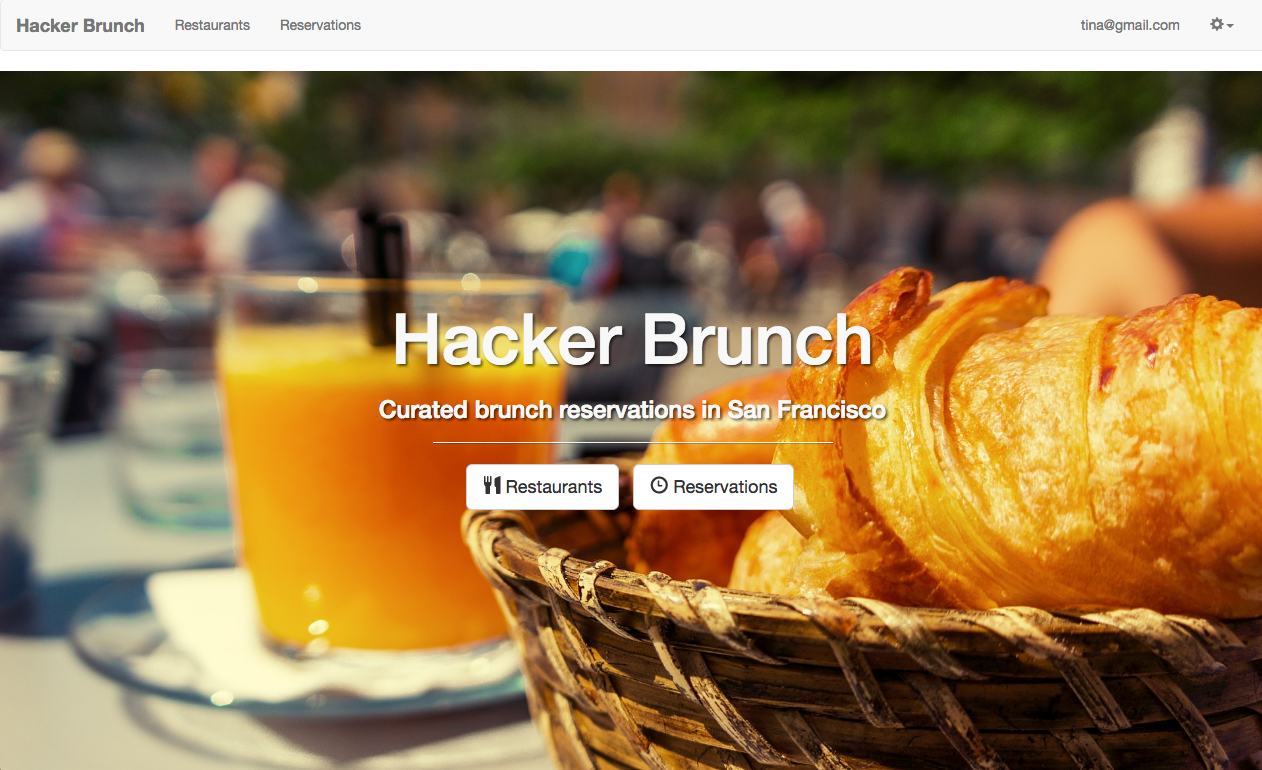 Hacker Brunch Restaurants Reservations tina@gmail.com
Hacker Brunch
Curated brunch reservations in San Francisco
Restaurants Reservations